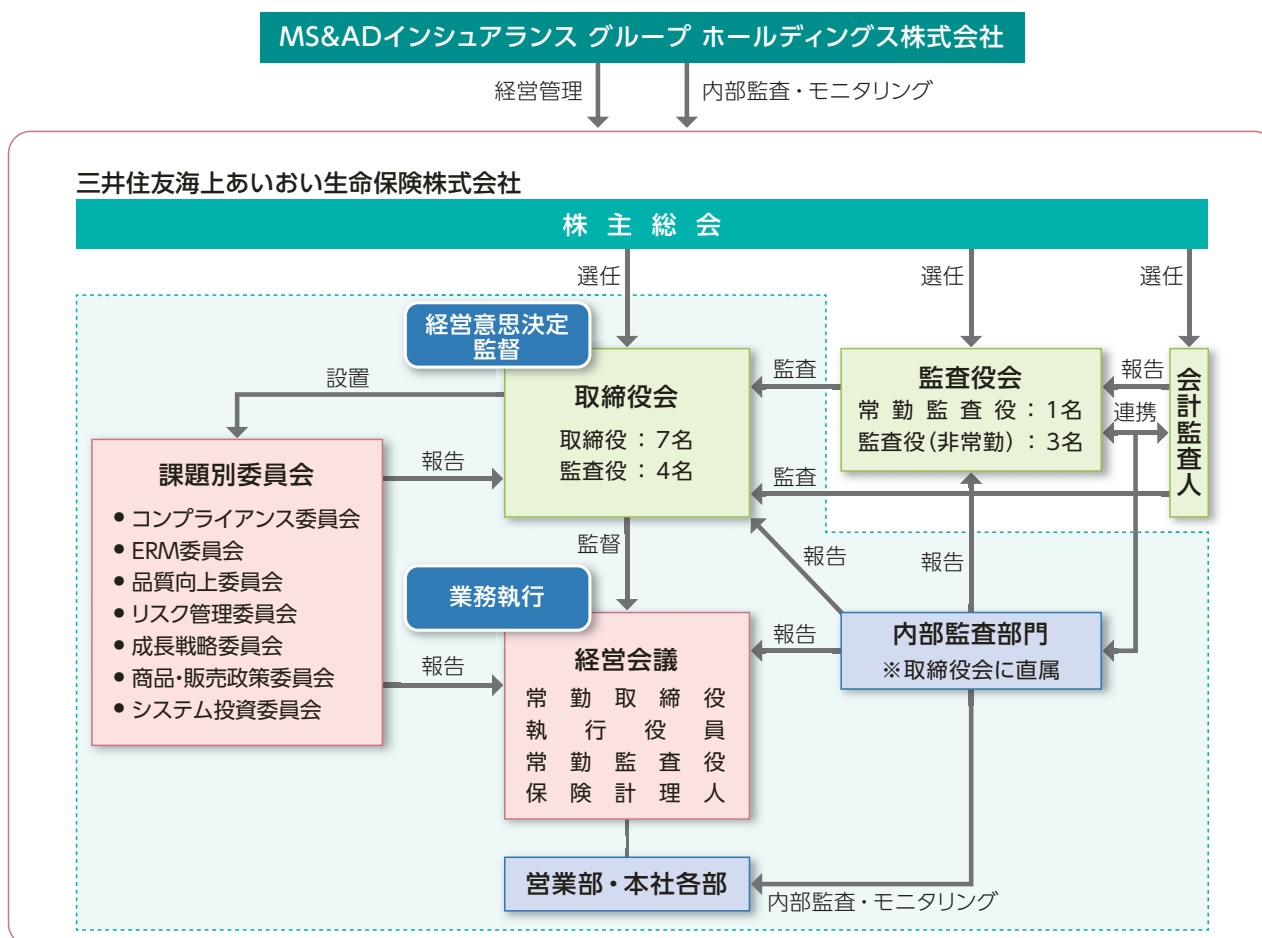 MS&ADインシュアランス グループ ホールディングス株式会社
経営管理
内部監査・モニタリング
三井住友海上あいおい生命保険株式会社
株主総会
選任
選任
選任
経営意思決定
監督
設置
取締役会
取締役:7名
監査役:4名
監査
監査役会
常勤監査役:1名
監査役(非常勤):3名
報告
連携
会計監査人
監査
課題別委員会
• コンプライアンス委員会
• ERM委員会
• 品質向上委員会
• リスク管理委員会
• 成長戦略委員会
• 商品・販売政策委員会
• システム投資委員会
報告
報告
監督
業務執行
経営会議
常勤取締役
執行役員
常勤監査役
保険計理人
報告
報告
報告
内部監査部門
※取締役会に直属
営業部・本社各部
内部監査・モニタリング